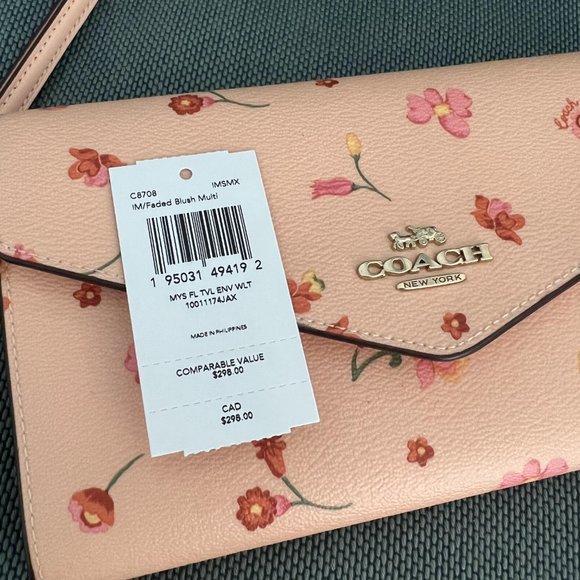 C8708 IMSMX
IM/Faded Blush Multi
1 95031 49419 2
MYS FL TVL ENV WLT
10011174JAX
MADE IN PHILIPPINES
COMPARABLE VALUE
$298.00
CAD
$298.00
COACH
NEW YORK
Coach